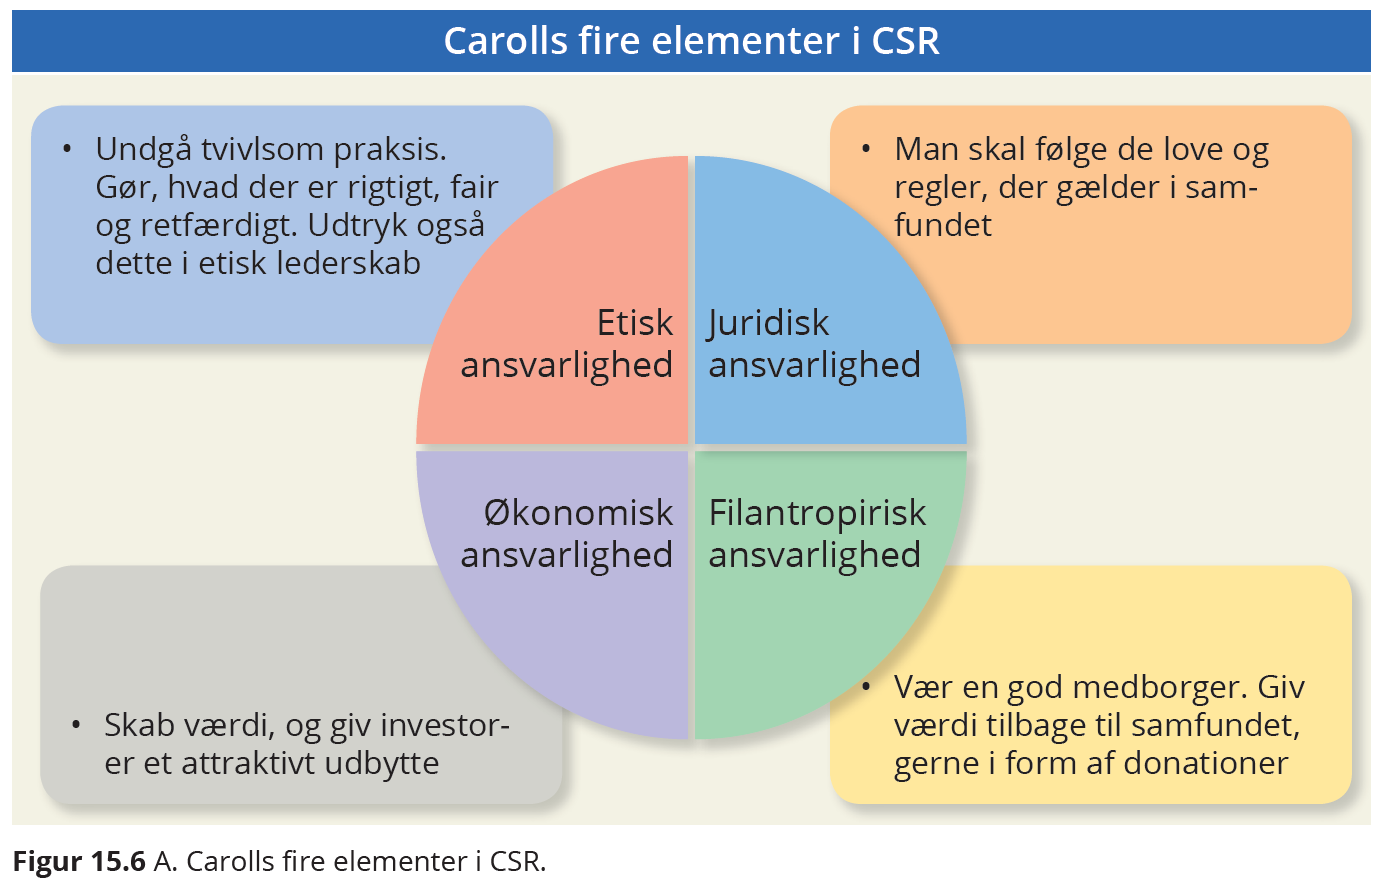 Carolls fire elementer i CSR
• Undgå tvivlsom praksis.
Gør, hvad der er rigtigt, fair
og retfærdigt. Udtryk også
dette i etisk lederskab
• Man skal følge de love og
regler, der gælder i sam-
fundet
Etisk
ansvarlighed
Juridisk
ansvarlighed
Økonomisk
ansvarlighed
Filantropirisk
ansvarlighed
• Skab værdi, og giv investor-
er et attraktivt udbytte
• Vær en god medborger. Giv
værdi tilbage til samfundet,
gerne i form af donationer
Figur 15.6 A. Carolls fire elementer i CSR.